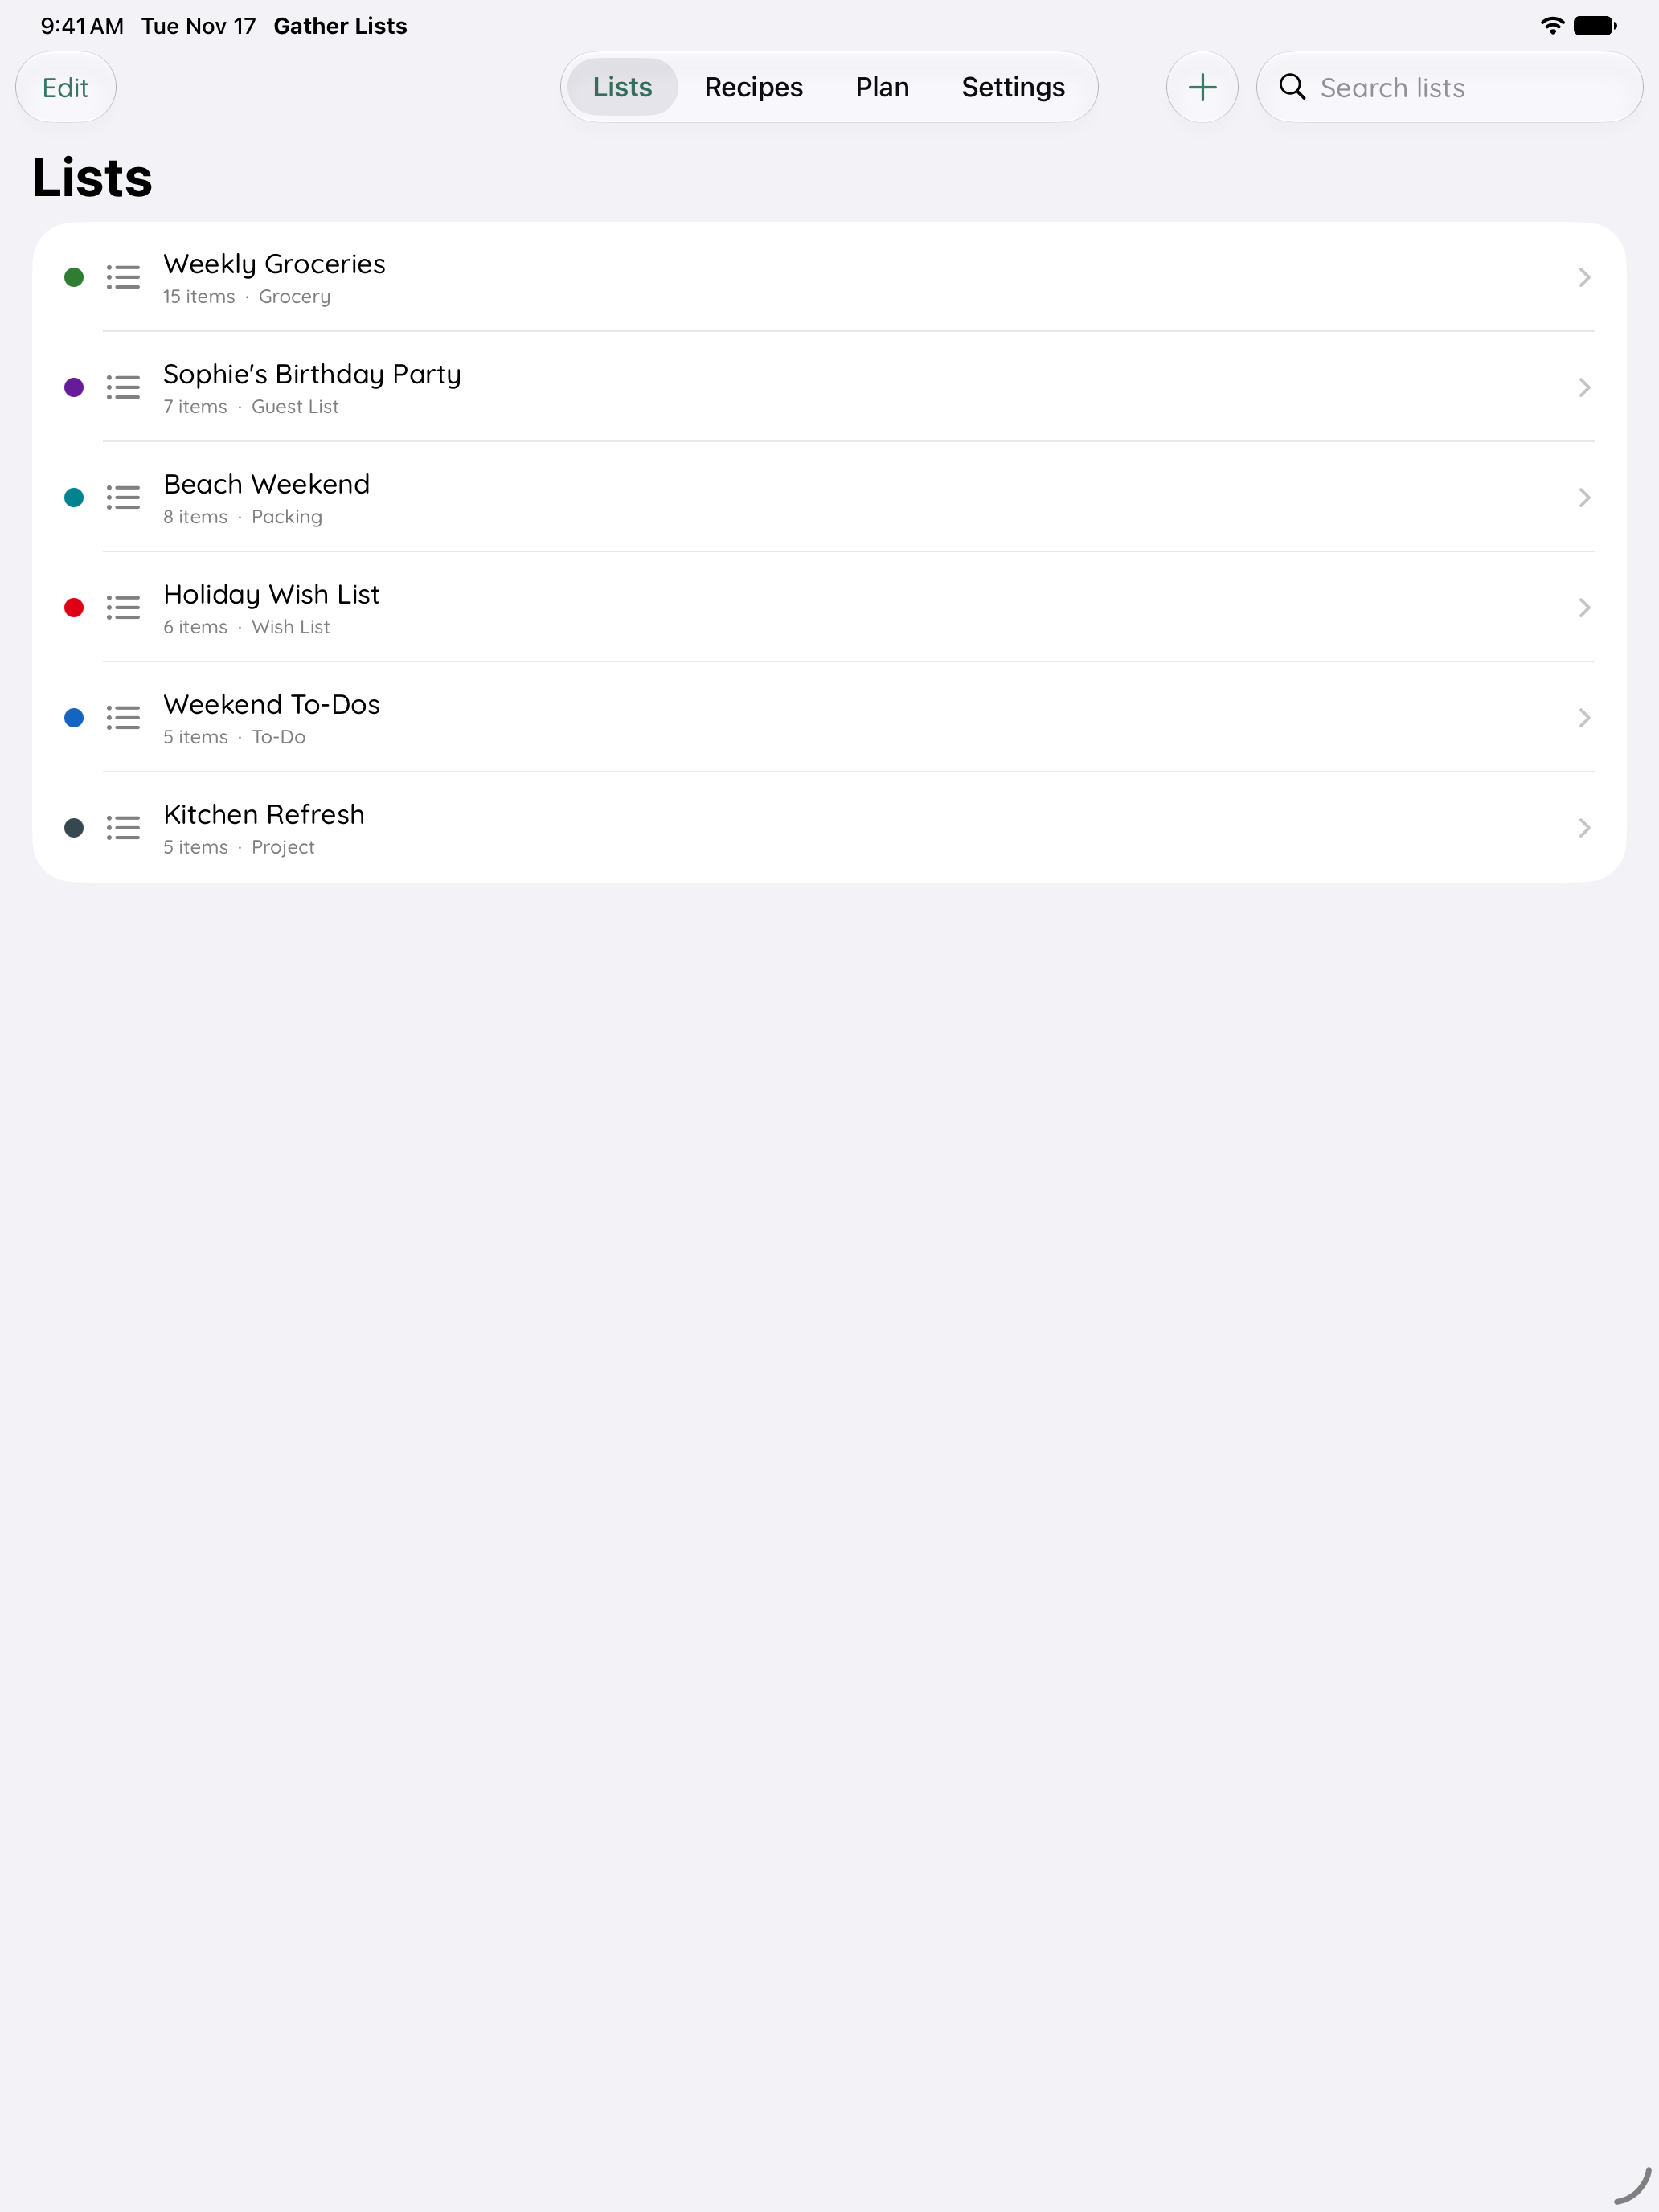 9:41 AM Tue Nov 17 Gather Lists
Edit
Lists Recipes Plan Settings
Search lists
Lists
Weekly Groceries
15 items · Grocery
Sophie's Birthday Party
7 items · Guest List
Beach Weekend
8 items · Packing
Holiday Wish List
6 items · Wish List
Weekend To-Dos
5 items · To-Do
Kitchen Refresh
5 items · Project